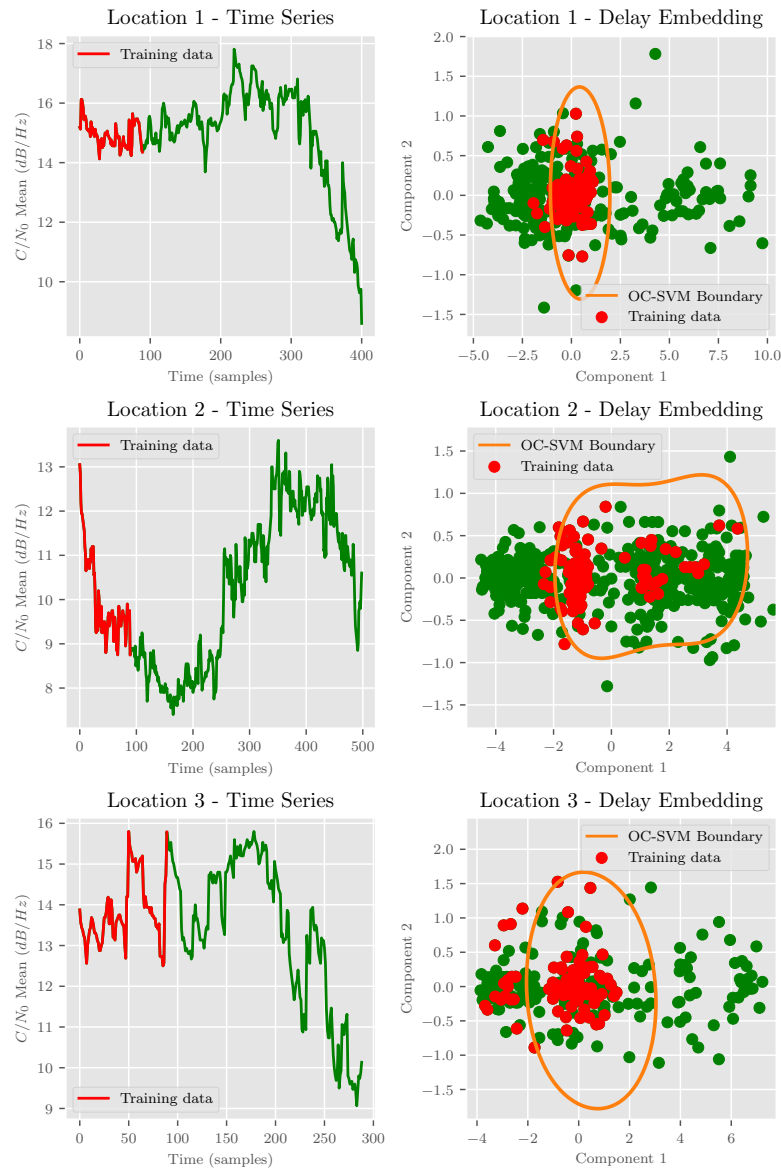 Location 1 - Time Series
Training data
18
16
14
12
10
C/N₀ Mean (dB/Hz)
0
100
200
300
400
Time (samples)
Location 1 - Delay Embedding
2.0
1.5
1.0
0.5
0.0
−0.5
−1.0
−1.5
Component 2
OC-SVM Boundary
Training data
−5.0
−2.5
0.0
2.5
5.0
7.5
10.0
Component 1
Location 2 - Time Series
Training data
13
12
11
10
9
8
C/N₀ Mean (dB/Hz)
0
100
200
300
400
500
Time (samples)
Location 2 - Delay Embedding
OC-SVM Boundary
Training data
1.5
1.0
0.5
0.0
−0.5
−1.0
−1.5
Component 2
−4
−2
0
2
4
Component 1
Location 3 - Time Series
16
15
14
13
12
11
10
9
C/N₀ Mean (dB/Hz)
Training data
0
50
100
150
200
250
300
Time (samples)
Location 3 - Delay Embedding
OC-SVM Boundary
Training data
2.0
1.5
1.0
0.5
0.0
−0.5
−1.0
−1.5
Component 2
−4
−2
0
2
4
6
Component 1